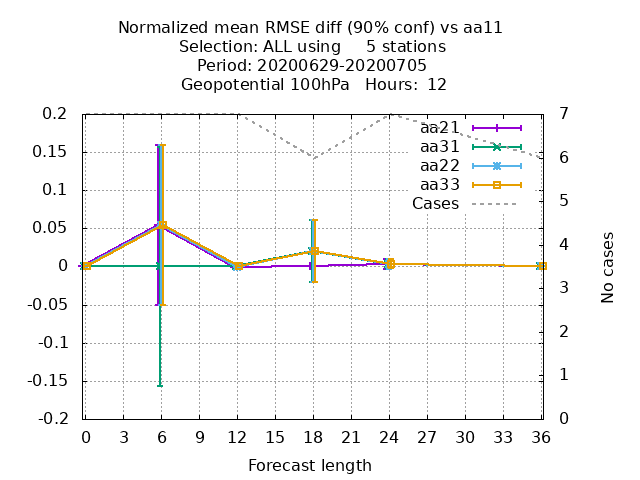 Normalized mean RMSE diff (90% conf) vs aa11
Selection: ALL using     5 stations
Period: 20200629-20200705
Geopotential 100hPa   Hours:  12
0.2
0.15
0.1
0.05
0
-0.05
-0.1
-0.15
-0.2
aa21
aa31
aa22
aa33
Cases
7
6
5
4
3
2
1
0
No cases
0 3 6 9 12 15 18 21 24 27 30 33 36
Forecast length